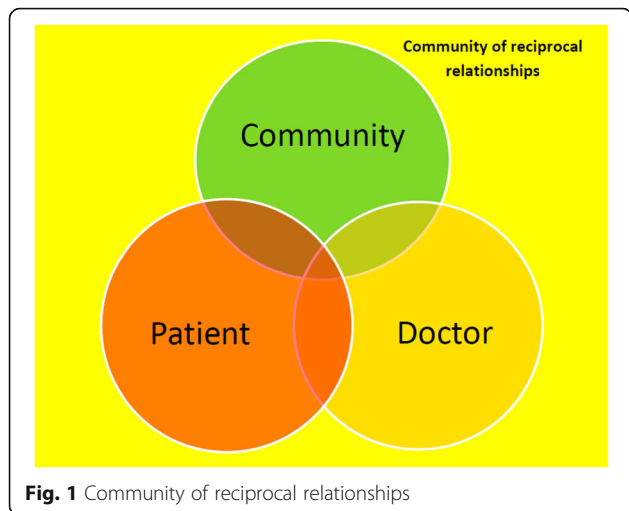 Community of reciprocal
relationships
Community
Patient
Doctor
Fig. 1 Community of reciprocal relationships